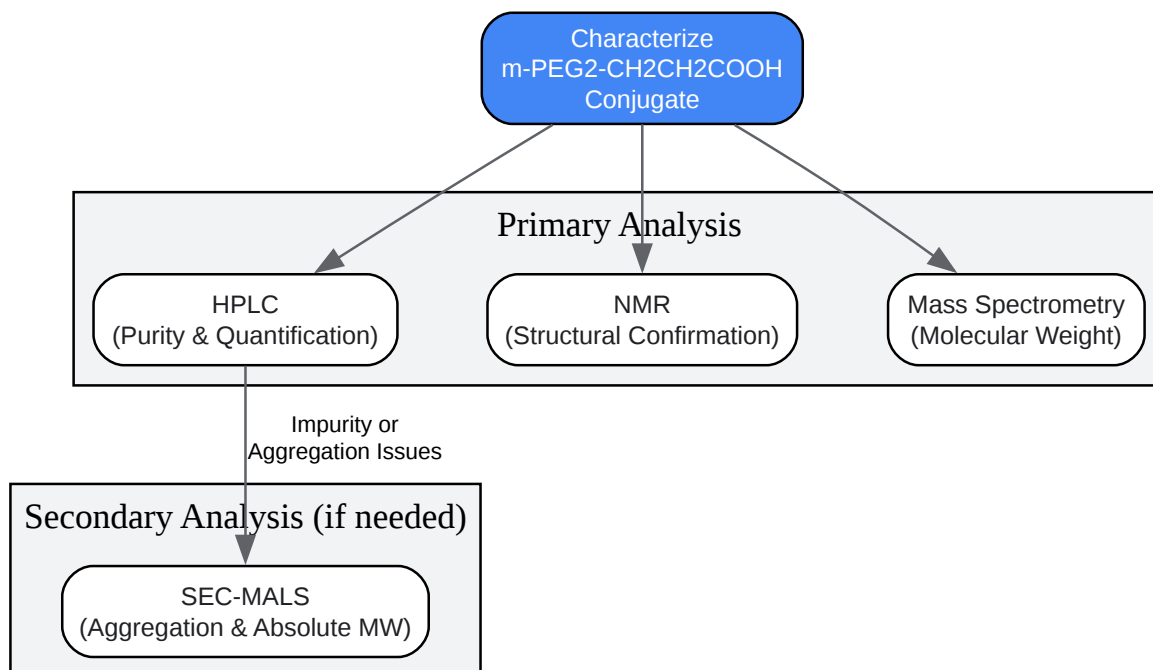 Characterize
m-PEG2-CH2CH2COOH
Conjugate
Primary Analysis
HPLC
(Purity & Quantification)
NMR
(Structural Confirmation)
Mass Spectrometry
(Molecular Weight)
Impurity or
Aggregation Issues
Secondary Analysis (if needed)
SEC-MALS
(Aggregation & Absolute MW)